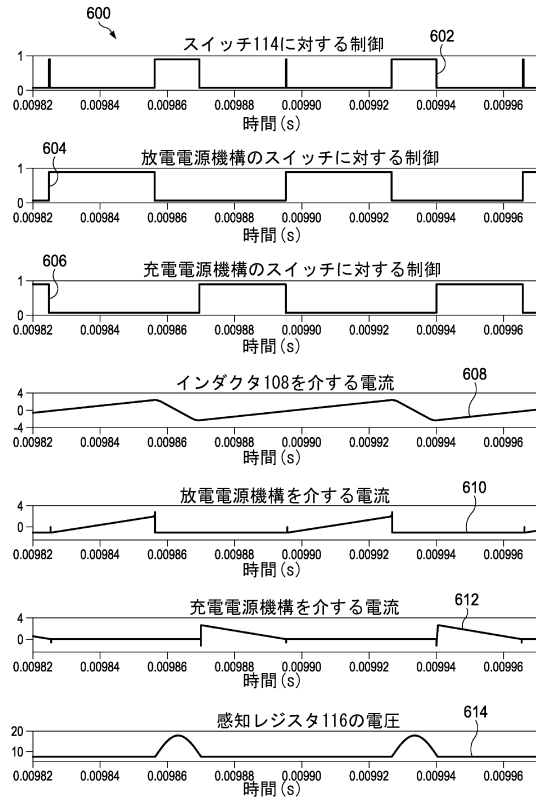 600
スイッチ114に対する制御
602
1
0
0.00982 0.00984 0.00986 0.00988 0.00990 0.00992 0.00994 0.00996
時間(s)
604
放電電源機構のスイッチに対する制御
1
0
0.00982 0.00984 0.00986 0.00988 0.00990 0.00992 0.00994 0.00996
時間(s)
606
充電電源機構のスイッチに対する制御
1
0
0.00982 0.00984 0.00986 0.00988 0.00990 0.00992 0.00994 0.00996
時間(s)
インダクタ108を介する電流
608
4
0
-4
0.00982 0.00984 0.00986 0.00988 0.00990 0.00992 0.00994 0.00996
時間(s)
放電電源機構を介する電流
610
4
0
0.00982 0.00984 0.00986 0.00988 0.00990 0.00992 0.00994 0.00996
時間(s)
充電電源機構を介する電流
612
4
0
0.00982 0.00984 0.00986 0.00988 0.00990 0.00992 0.00994 0.00996
時間(s)
感知レジスタ116の電圧
614
20
10
0.00982 0.00984 0.00986 0.00988 0.00990 0.00992 0.00994 0.00996
時間(s)